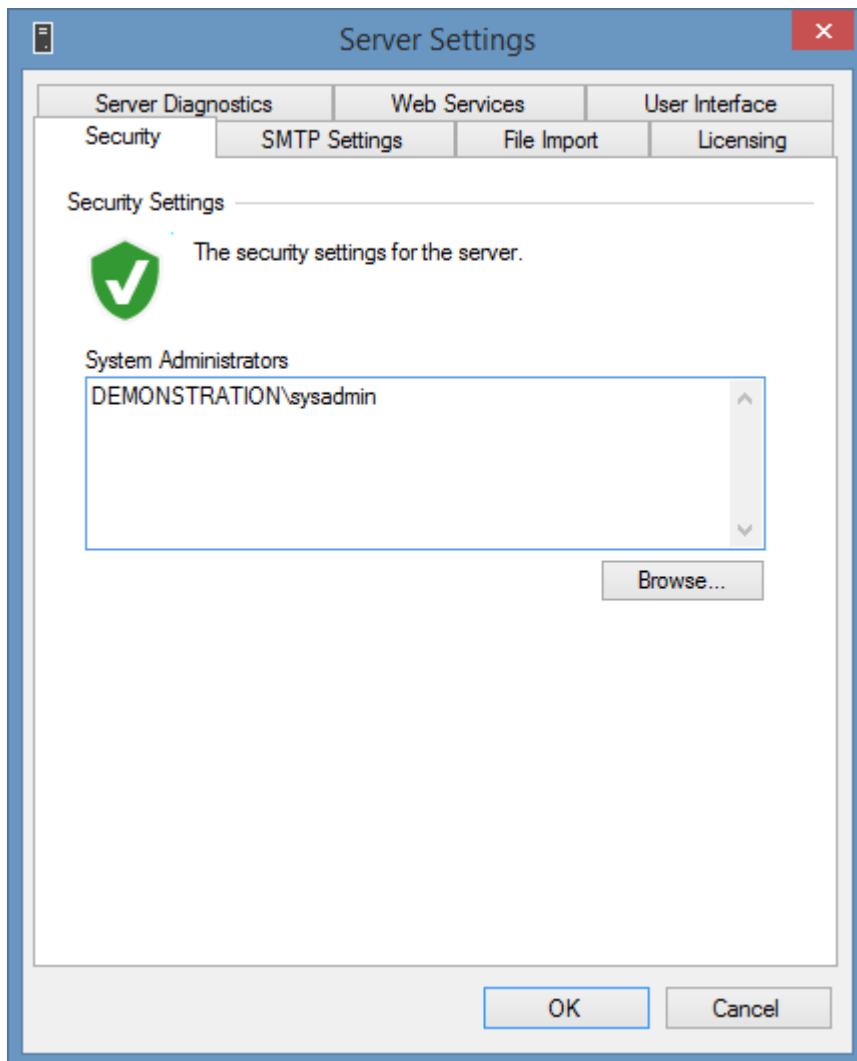 Server Settings
Server Diagnostics Web Services User Interface
Security SMTP Settings File Import Licensing
Security Settings
The security settings for the server.
System Administrators
DEMONSTRATION\sysadmin
Browse...
OK Cancel